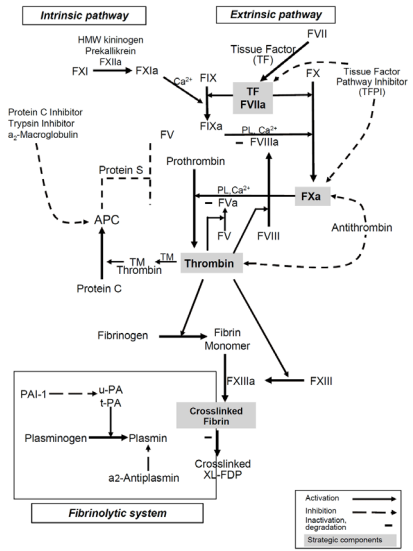 Intrinsic pathway
Extrinsic pathway
FVII
HMW kininogen
Prekallikrein
FXIIa
FXI
FXIa
Ca²⁺
Tissue Factor
(TF)
FIX
FX
TF
FVIIa
Tissue Factor
Pathway Inhibitor
(TFPI)
Protein C Inhibitor
Trypsin Inhibitor
a₂-Macroglobulin
FIXa
PL, Ca²⁺
FVIIIa
FV
Protein S
Prothrombin
PL,Ca²⁺
FVa
FXa
APC
FV
FVIII
Antithrombin
TM
Thrombin
TM
Thrombin
Protein C
Fibrinogen
Fibrin
Monomer
FXIIIa
FXIII
PAI-1
u-PA
t-PA
Crosslinked
Fibrin
Plasminogen
Plasmin
a2-Antiplasmin
Crosslinked
XL-FDP
Fibrinolytic system
Activation
Inhibition
Inactivation,
degradation
Strategic components